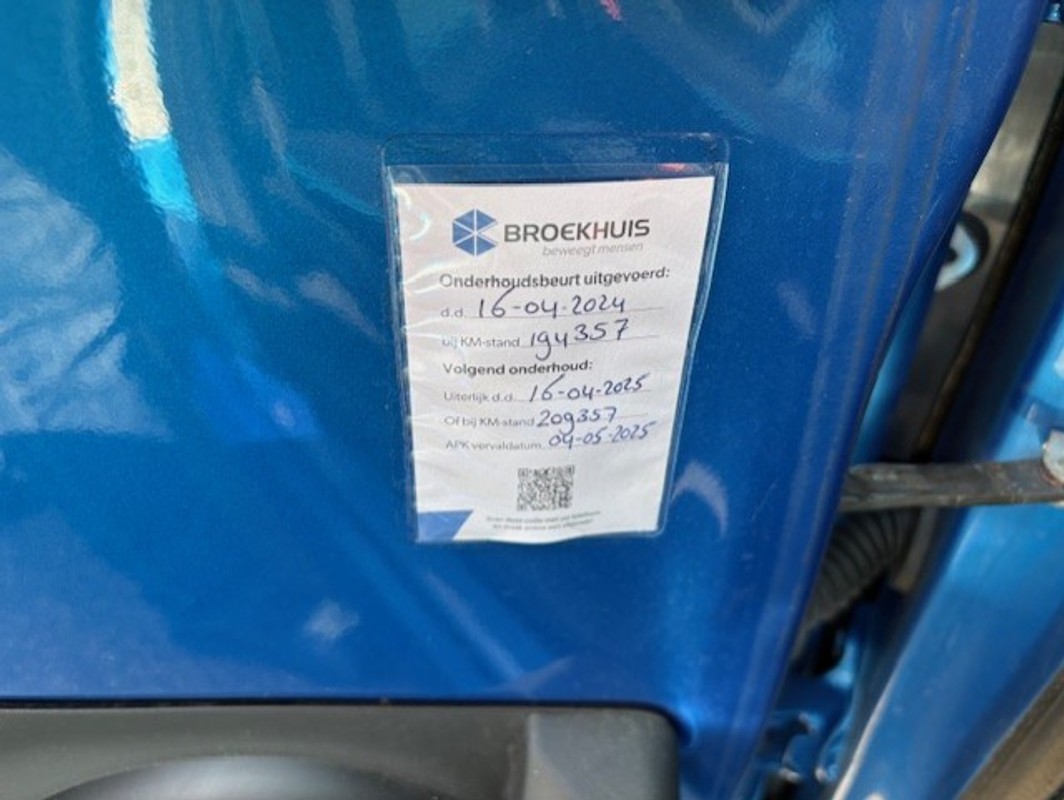 BROEKHUIS
beweegt mensen
Onderhoudsbeurt uitgevoerd:
d.d. 16-04-2024
bij KM-stand 194357
Volgend onderhoud:
Uiterlijk d.d. 16-04-2025
Of bij KM-stand 209357
APK vervaldatum 04-05-2025